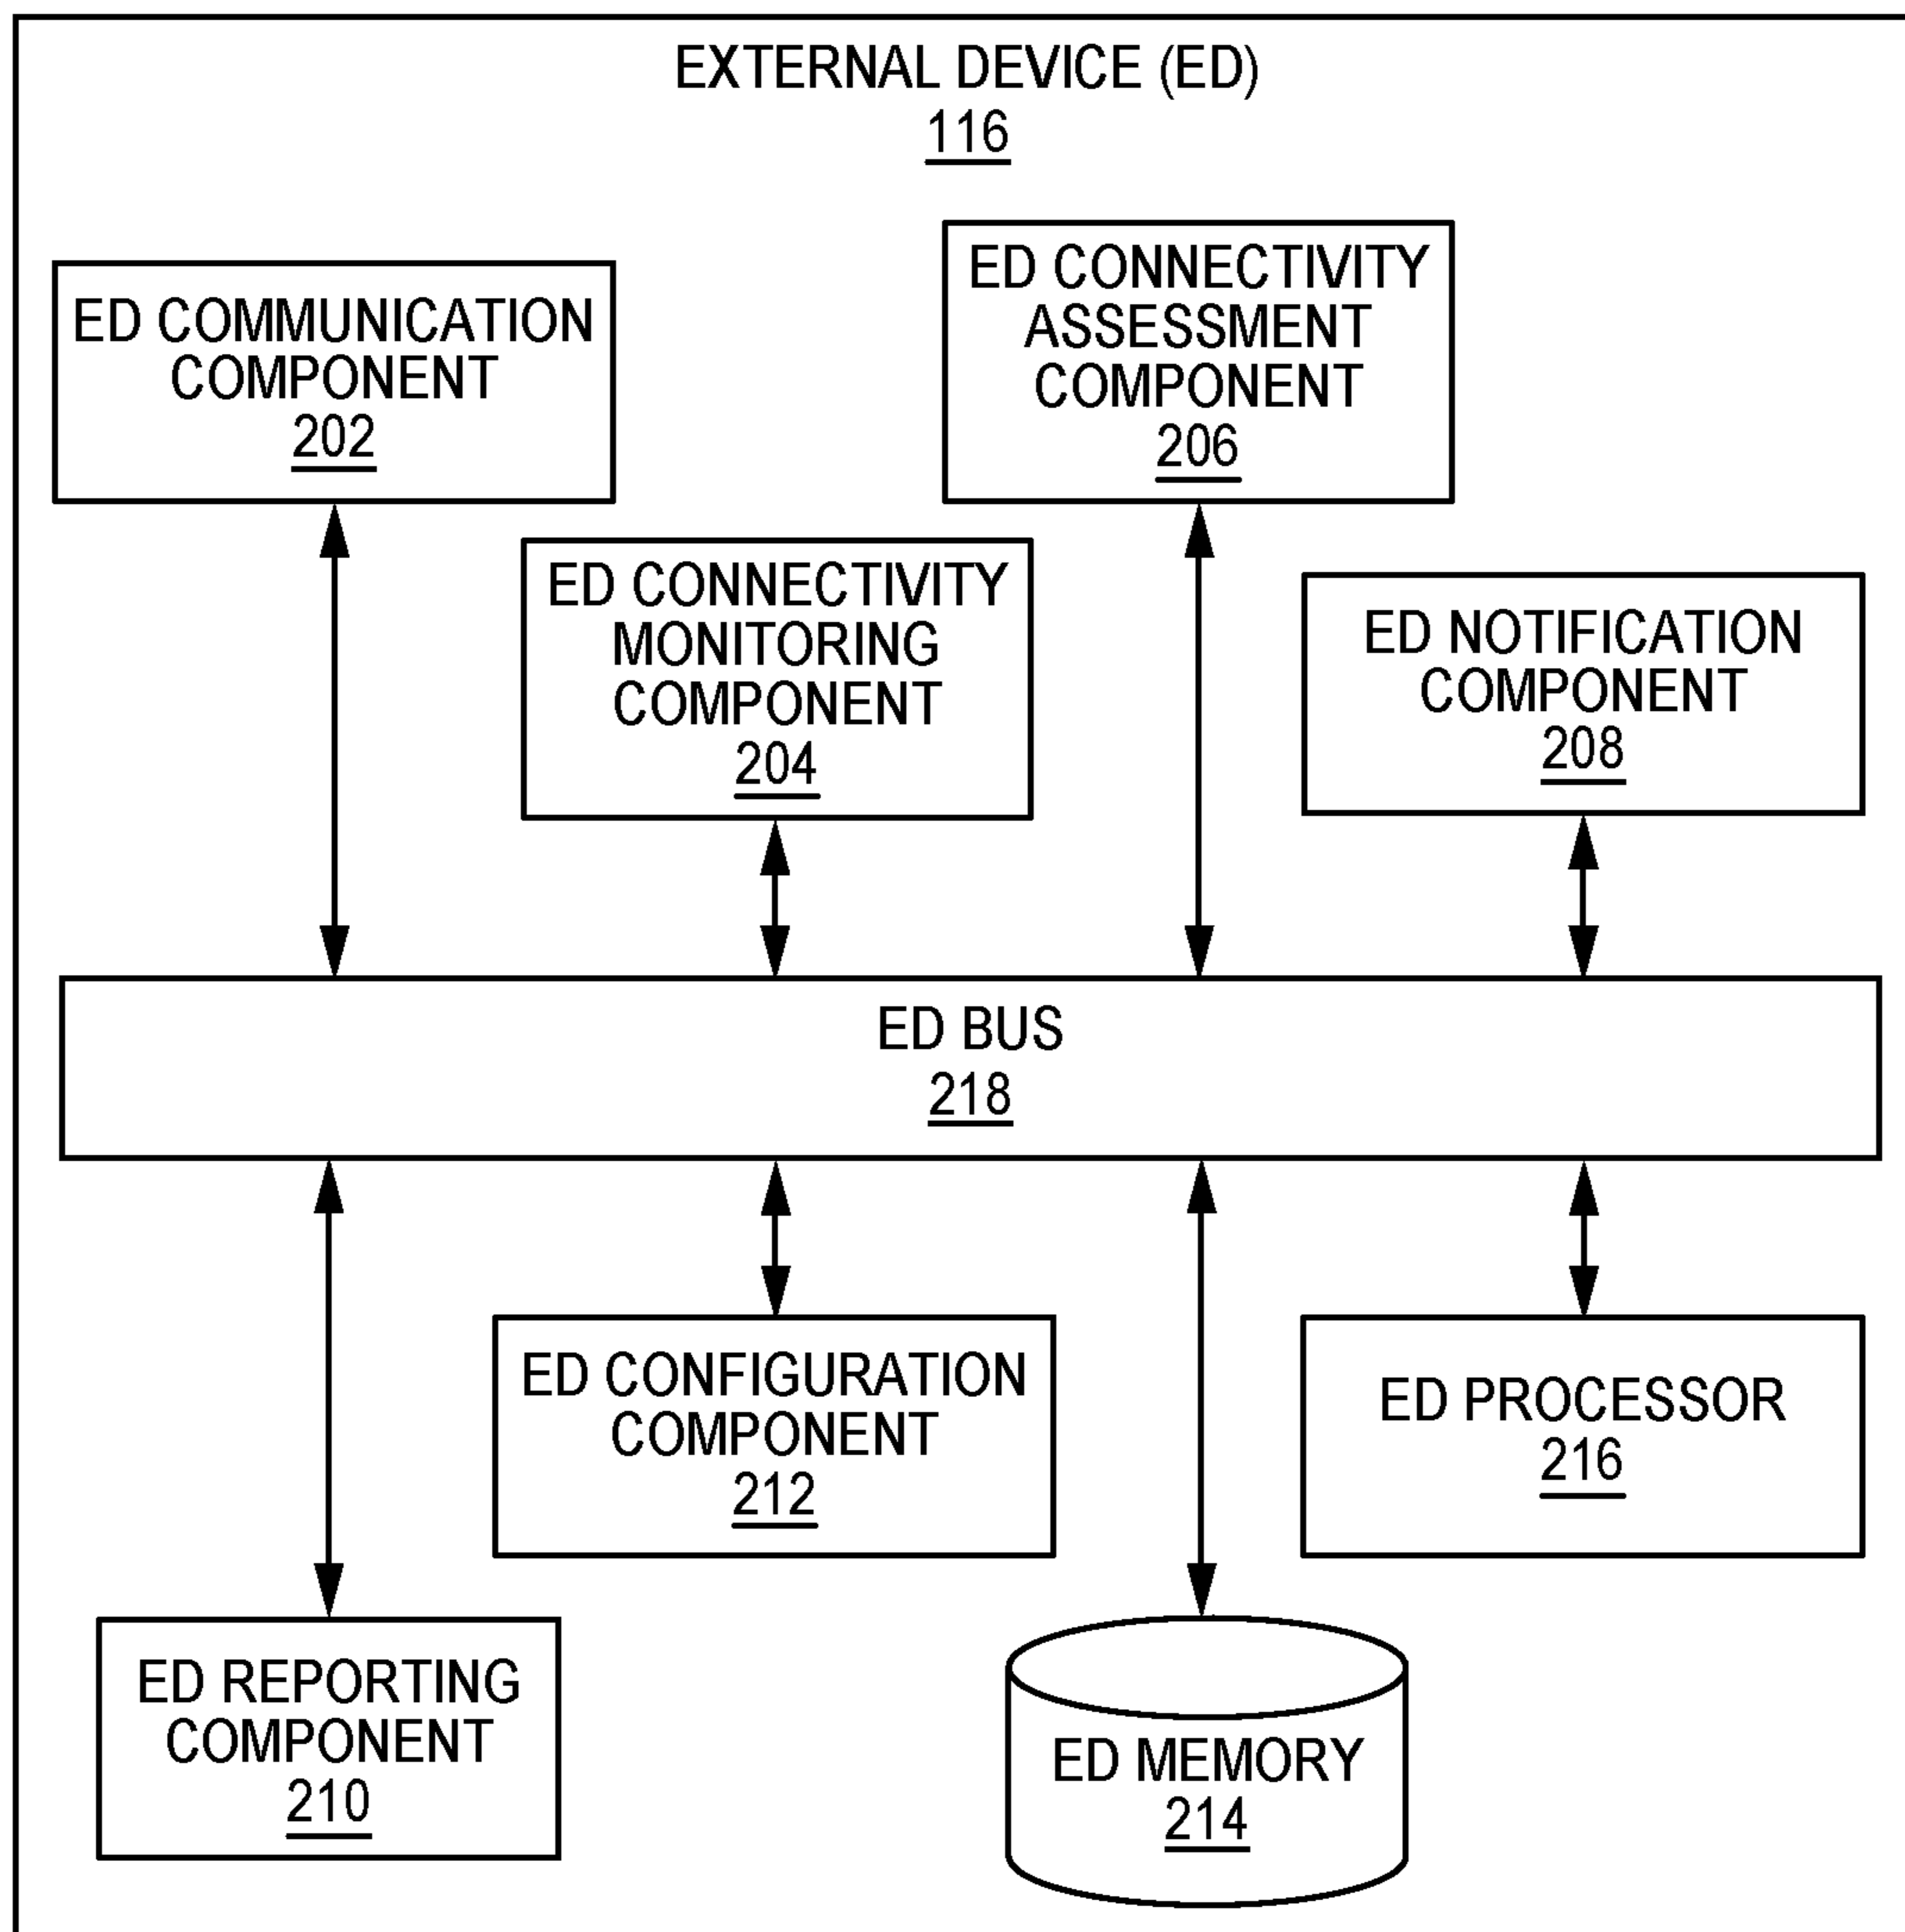 EXTERNAL DEVICE (ED)
116
ED COMMUNICATION
COMPONENT
202
ED CONNECTIVITY
ASSESSMENT
COMPONENT
206
ED CONNECTIVITY
MONITORING
COMPONENT
204
ED NOTIFICATION
COMPONENT
208
ED BUS
218
ED CONFIGURATION
COMPONENT
212
ED PROCESSOR
216
ED REPORTING
COMPONENT
210
ED MEMORY
214